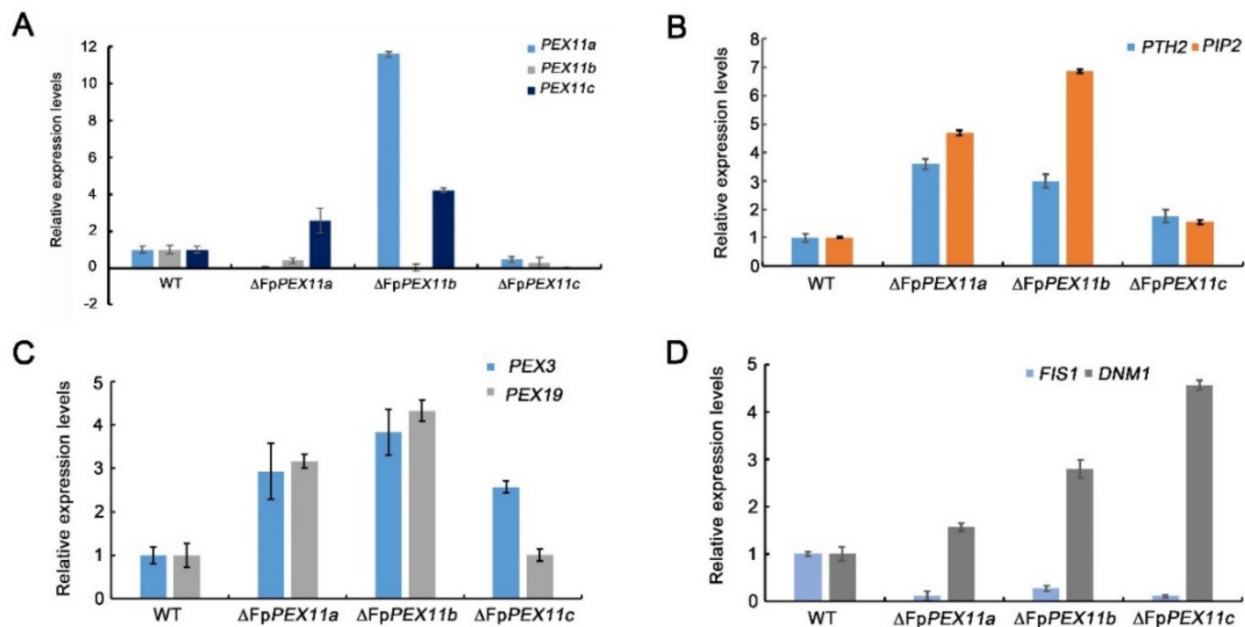 A
Relative expression levels
12
10
8
6
4
2
0
-2
PEX11a
PEX11b
PEX11c
WT ΔFpPEX11a ΔFpPEX11b ΔFpPEX11c
B
Relative expression levels
8
7
6
5
4
3
2
1
0
PTH2 PIP2
WT ΔFpPEX11a ΔFpPEX11b ΔFpPEX11c
C
Relative expression levels
5
4
3
2
1
0
PEX3
PEX19
WT ΔFpPEX11a ΔFpPEX11b ΔFpPEX11c
D
Relative expression levels
5
4
3
2
1
0
FIS1 DNM1
WT ΔFpPEX11a ΔFpPEX11b ΔFpPEX11c